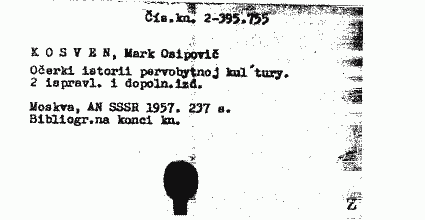 Čís.kn. 2-395.755
K O S V E N, Mark Osipovič
Očerki istorii pervobytnoj kul´tury.
2 ispravl. i dopoln.izd.
Moskva, AN SSSR 1957. 237 s.
Bibliogr.na konci kn.
Z